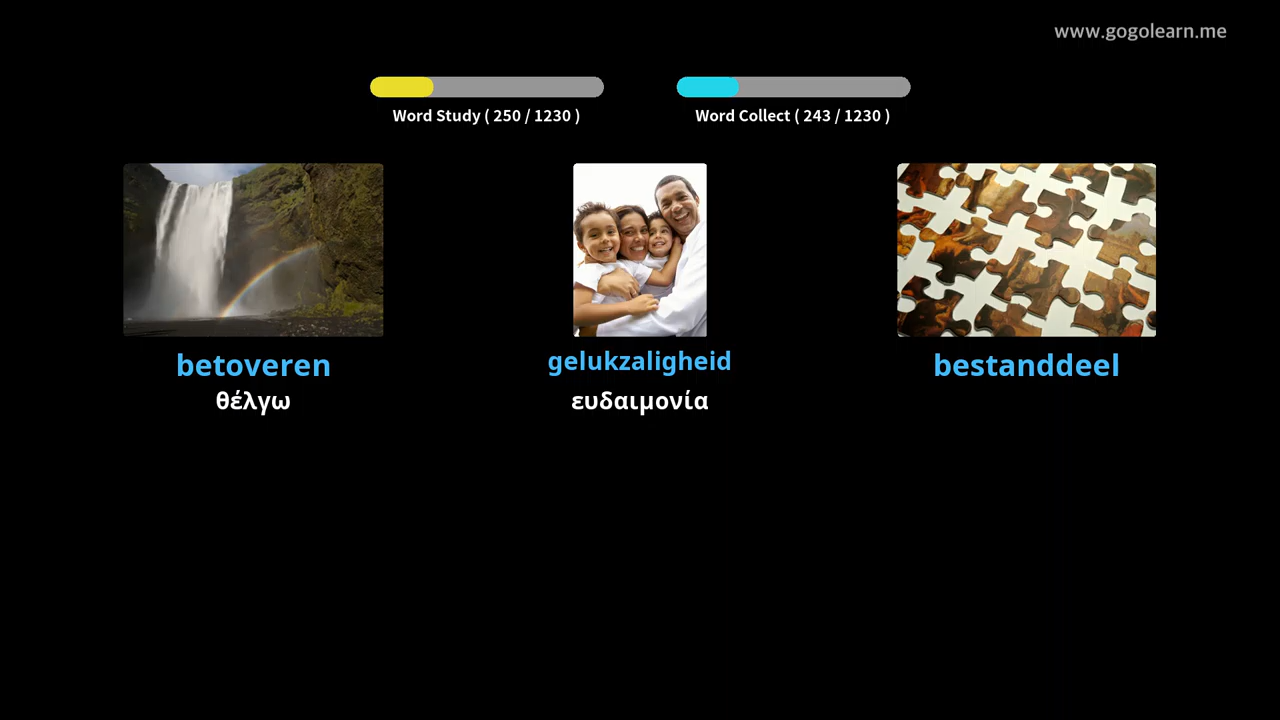 www.gogolearn.me
Word Study ( 250 / 1230 )
Word Collect ( 243 / 1230 )
betoveren
θέλγω
gelukzaligheid
ευδαιμονία
bestanddeel